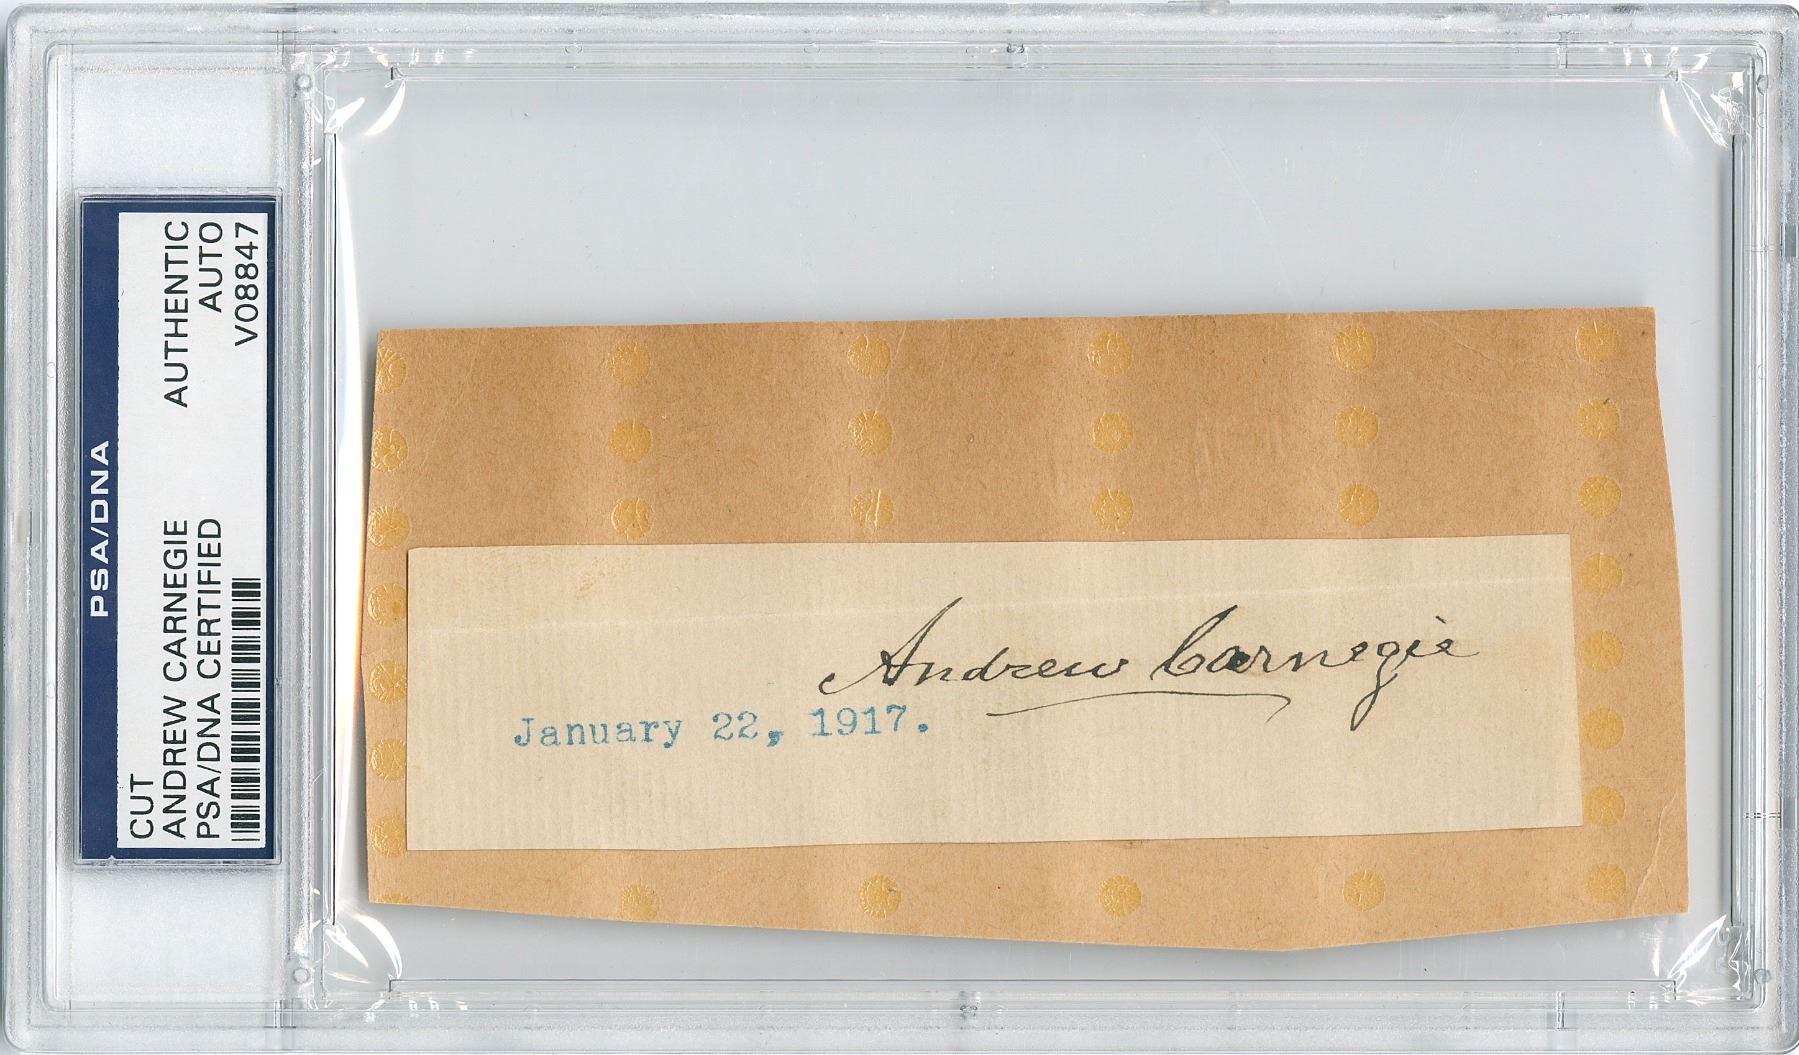 PSA/DNA
CUT AUTHENTIC
ANDREW CARNEGIE AUTO
PSA/DNA CERTIFIED V08847
Andrew Carnegie
January 22, 1917.